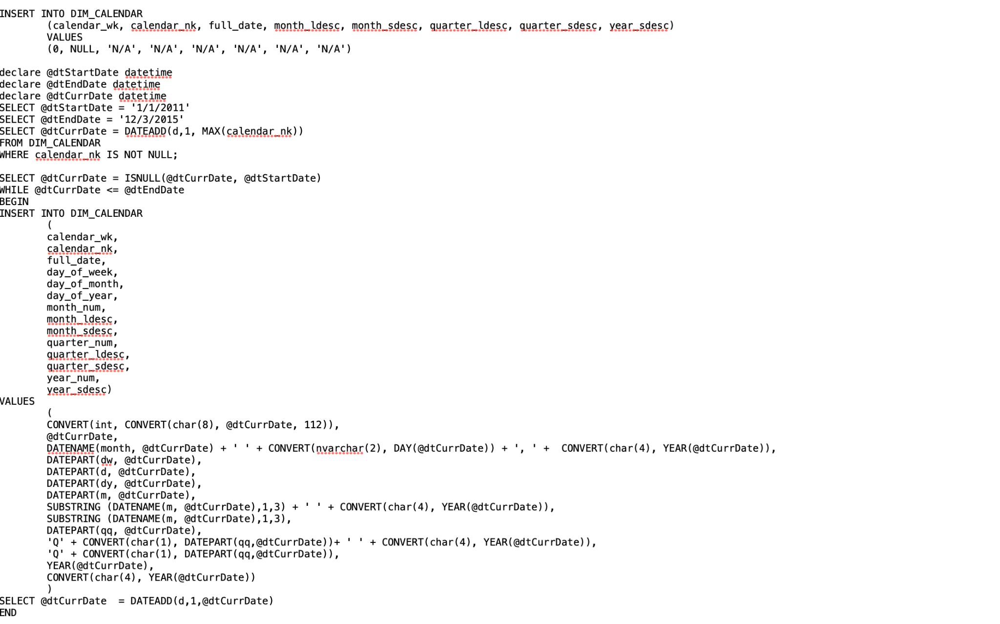 INSERT INTO DIM_CALENDAR
(calendar_wk, calendar_nk, full_date, month_ldesc, month_sdesc, quarter_ldesc, quarter_sdesc, year_sdesc)
VALUES
(0, NULL, 'N/A', 'N/A', 'N/A', 'N/A', 'N/A', 'N/A')
declare @dtStartDate datetime
declare @dtEndDate datetime
declare @dtCurrDate datetime
SELECT @dtStartDate = '1/1/2011'
SELECT @dtEndDate = '12/3/2015'
SELECT @dtCurrDate = DATEADD(d,1, MAX(calendar_nk))
FROM DIM_CALENDAR
WHERE calendar_nk IS NOT NULL;
SELECT @dtCurrDate = ISNULL(@dtCurrDate, @dtStartDate)
WHILE @dtCurrDate <= @dtEndDate
BEGIN
INSERT INTO DIM_CALENDAR
(
calendar_wk,
calendar_nk,
full_date,
day_of_week,
day_of_month,
day_of_year,
month_num,
month_ldesc,
month_sdesc,
quarter_num,
quarter_ldesc,
quarter_sdesc,
year_num,
year_sdesc)
VALUES
(
CONVERT(int, CONVERT(char(8), @dtCurrDate, 112)),
@dtCurrDate,
DATENAME(month, @dtCurrDate) + ' ' + CONVERT(nvarchar(2), DAY(@dtCurrDate)) + ', ' +  CONVERT(char(4), YEAR(@dtCurrDate)),
DATEPART(dw, @dtCurrDate),
DATEPART(d, @dtCurrDate),
DATEPART(dy, @dtCurrDate),
DATEPART(m, @dtCurrDate),
SUBSTRING (DATENAME(m, @dtCurrDate),1,3) + ' ' + CONVERT(char(4), YEAR(@dtCurrDate)),
SUBSTRING (DATENAME(m, @dtCurrDate),1,3),
DATEPART(qq, @dtCurrDate),
'Q' + CONVERT(char(1), DATEPART(qq,@dtCurrDate))+ ' ' + CONVERT(char(4), YEAR(@dtCurrDate)),
'Q' + CONVERT(char(1), DATEPART(qq,@dtCurrDate)),
YEAR(@dtCurrDate),
CONVERT(char(4), YEAR(@dtCurrDate))
)
SELECT @dtCurrDate  = DATEADD(d,1,@dtCurrDate)
END